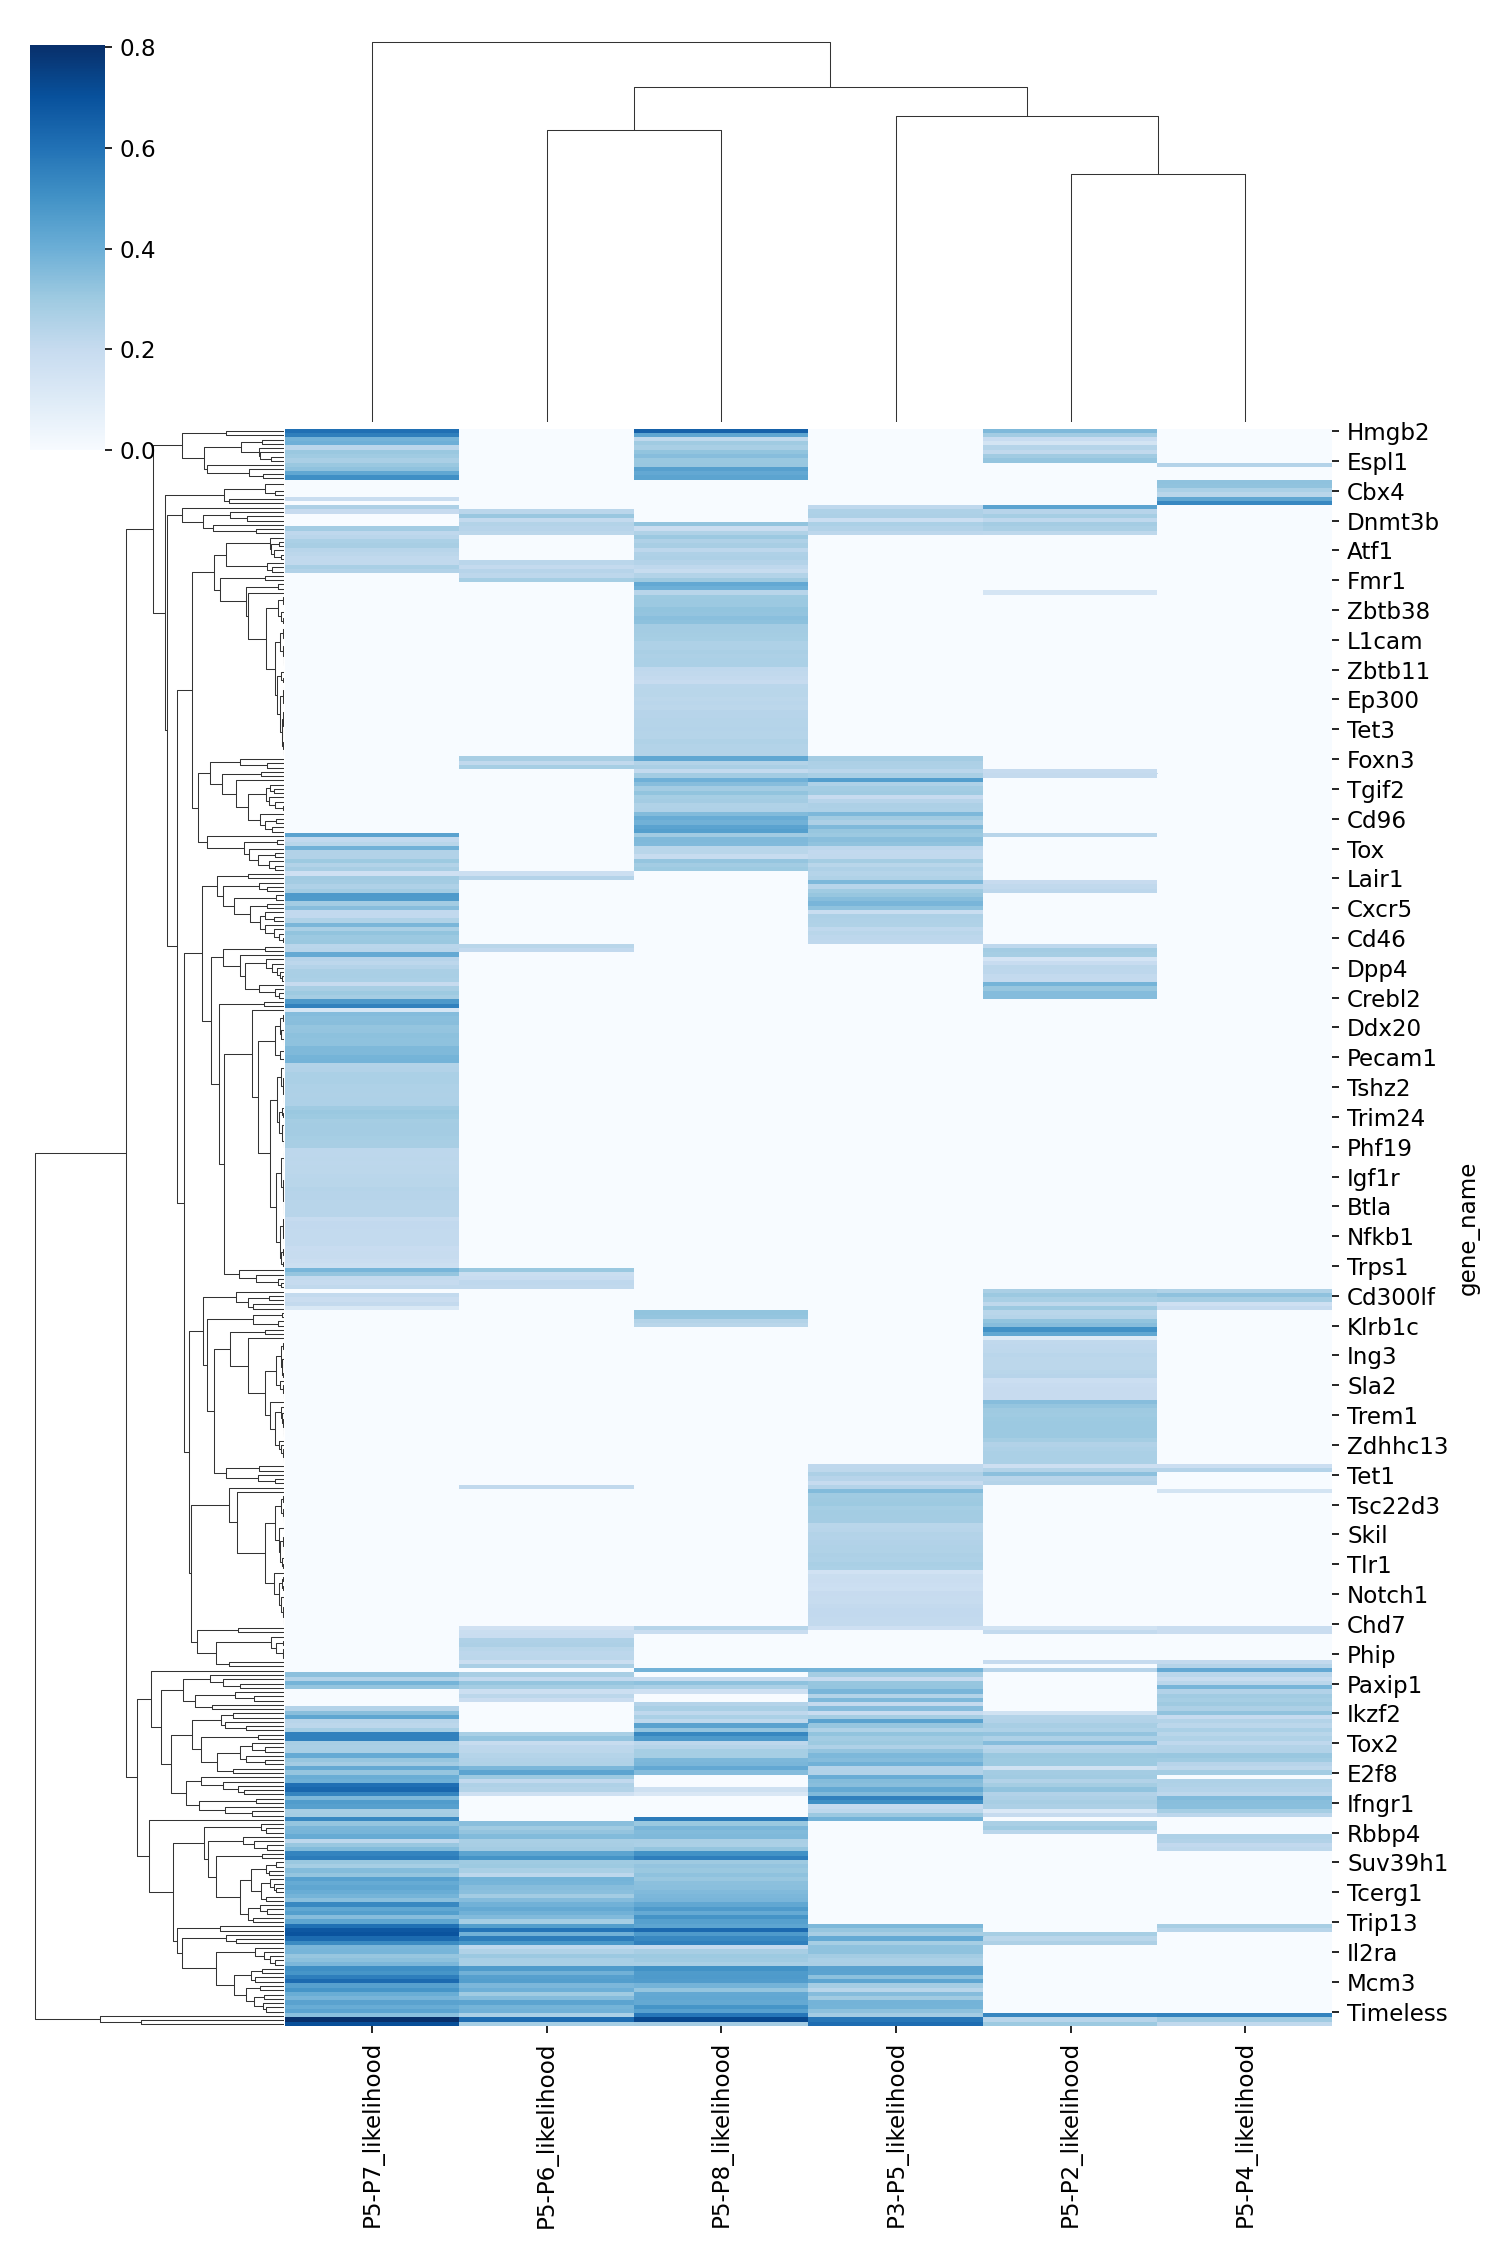 0.8
0.6
0.4
0.2
0.0
Hmgb2
Espl1
Cbx4
Dnmt3b
Atf1
Fmr1
Zbtb38
L1cam
Zbtb11
Ep300
Tet3
Foxn3
Tgif2
Cd96
Tox
Lair1
Cxcr5
Cd46
Dpp4
Crebl2
Ddx20
Pecam1
Tshz2
Trim24
Phf19
Igf1r
Btla
Nfkb1
Trps1
Cd300lf
Klrb1c
Ing3
Sla2
Trem1
Zdhhc13
Tet1
Tsc22d3
Skil
Tlr1
Notch1
Chd7
Phip
Paxip1
Ikzf2
Tox2
E2f8
Ifngr1
Rbbp4
Suv39h1
Tcerg1
Trip13
Il2ra
Mcm3
Timeless
gene_name
P5-P7_likelihood
P5-P6_likelihood
P5-P8_likelihood
P3-P5_likelihood
P5-P2_likelihood
P5-P4_likelihood